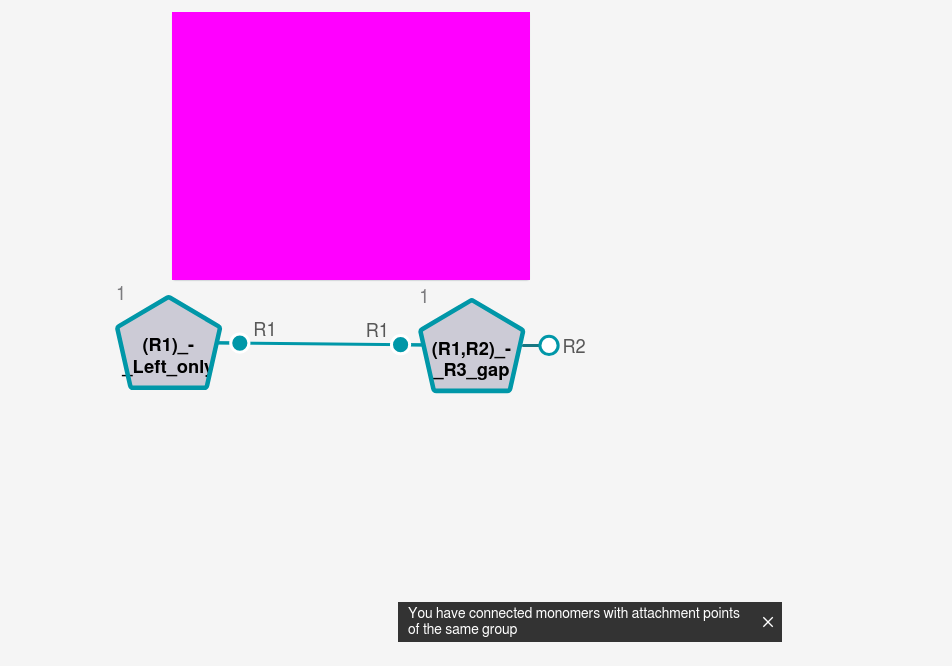 1
1
R1
R1
(R1)_-
_Left_only
(R1,R2)_-
_R3_gap
R2
You have connected monomers with attachment points
of the same group